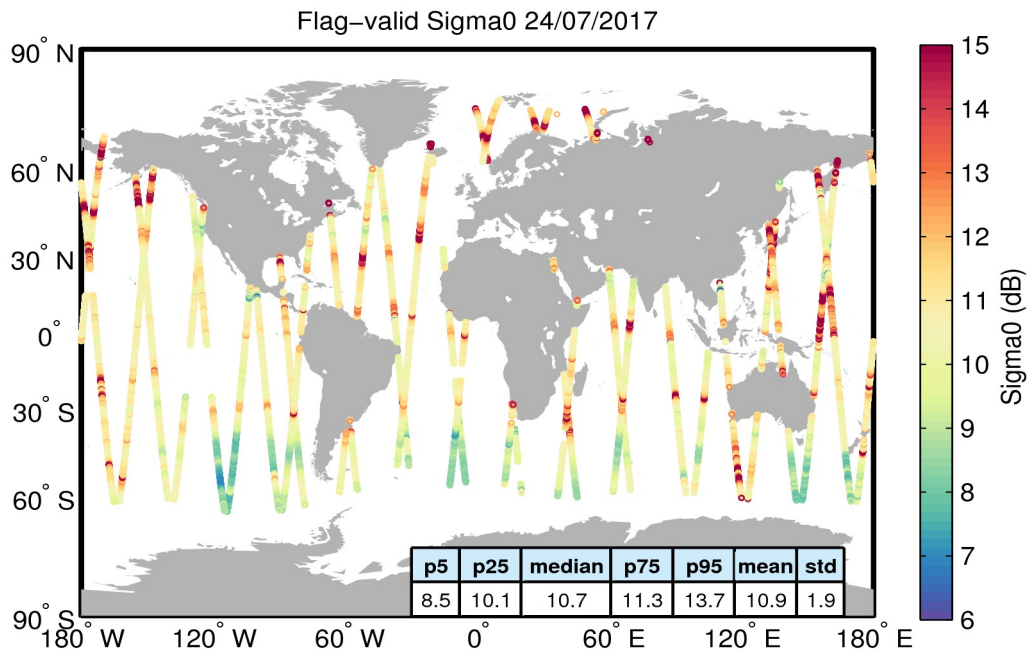 Flag−valid Sigma0 24/07/2017
90° N
60° N
30° N
0°
30° S
60° S
90° S
180° W
120° W
60° W
0°
60° E
120° E
180° E
p5 p25 median p75 p95 mean std
8.5 10.1 10.7 11.3 13.7 10.9 1.9
15
14
13
12
11
10
9
8
7
6
Sigma0 (dB)